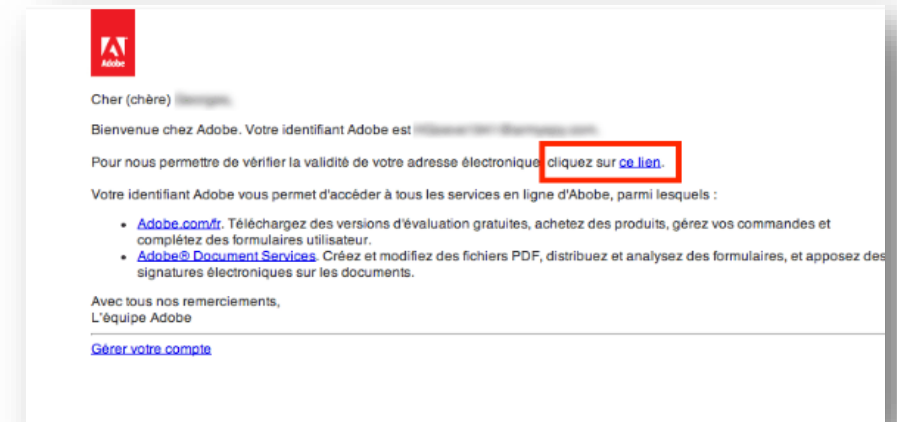 Adobe
Cher (chère)
Bienvenue chez Adobe. Votre identifiant Adobe est
Pour nous permettre de vérifier la validité de votre adresse électronique cliquez sur ce lien.
Votre identifiant Adobe vous permet d'accéder à tous les services en ligne d'Abobe, parmi lesquels :
• Adobe.com/fr. Téléchargez des versions d'évaluation gratuites, achetez des produits, gérez vos commandes et
complétez des formulaires utilisateur.
• Adobe® Document Services. Créez et modifiez des fichiers PDF, distribuez et analysez des formulaires, et apposez des
signatures électroniques sur les documents.
Avec tous nos remerciements,
L'équipe Adobe
Gérer votre compte